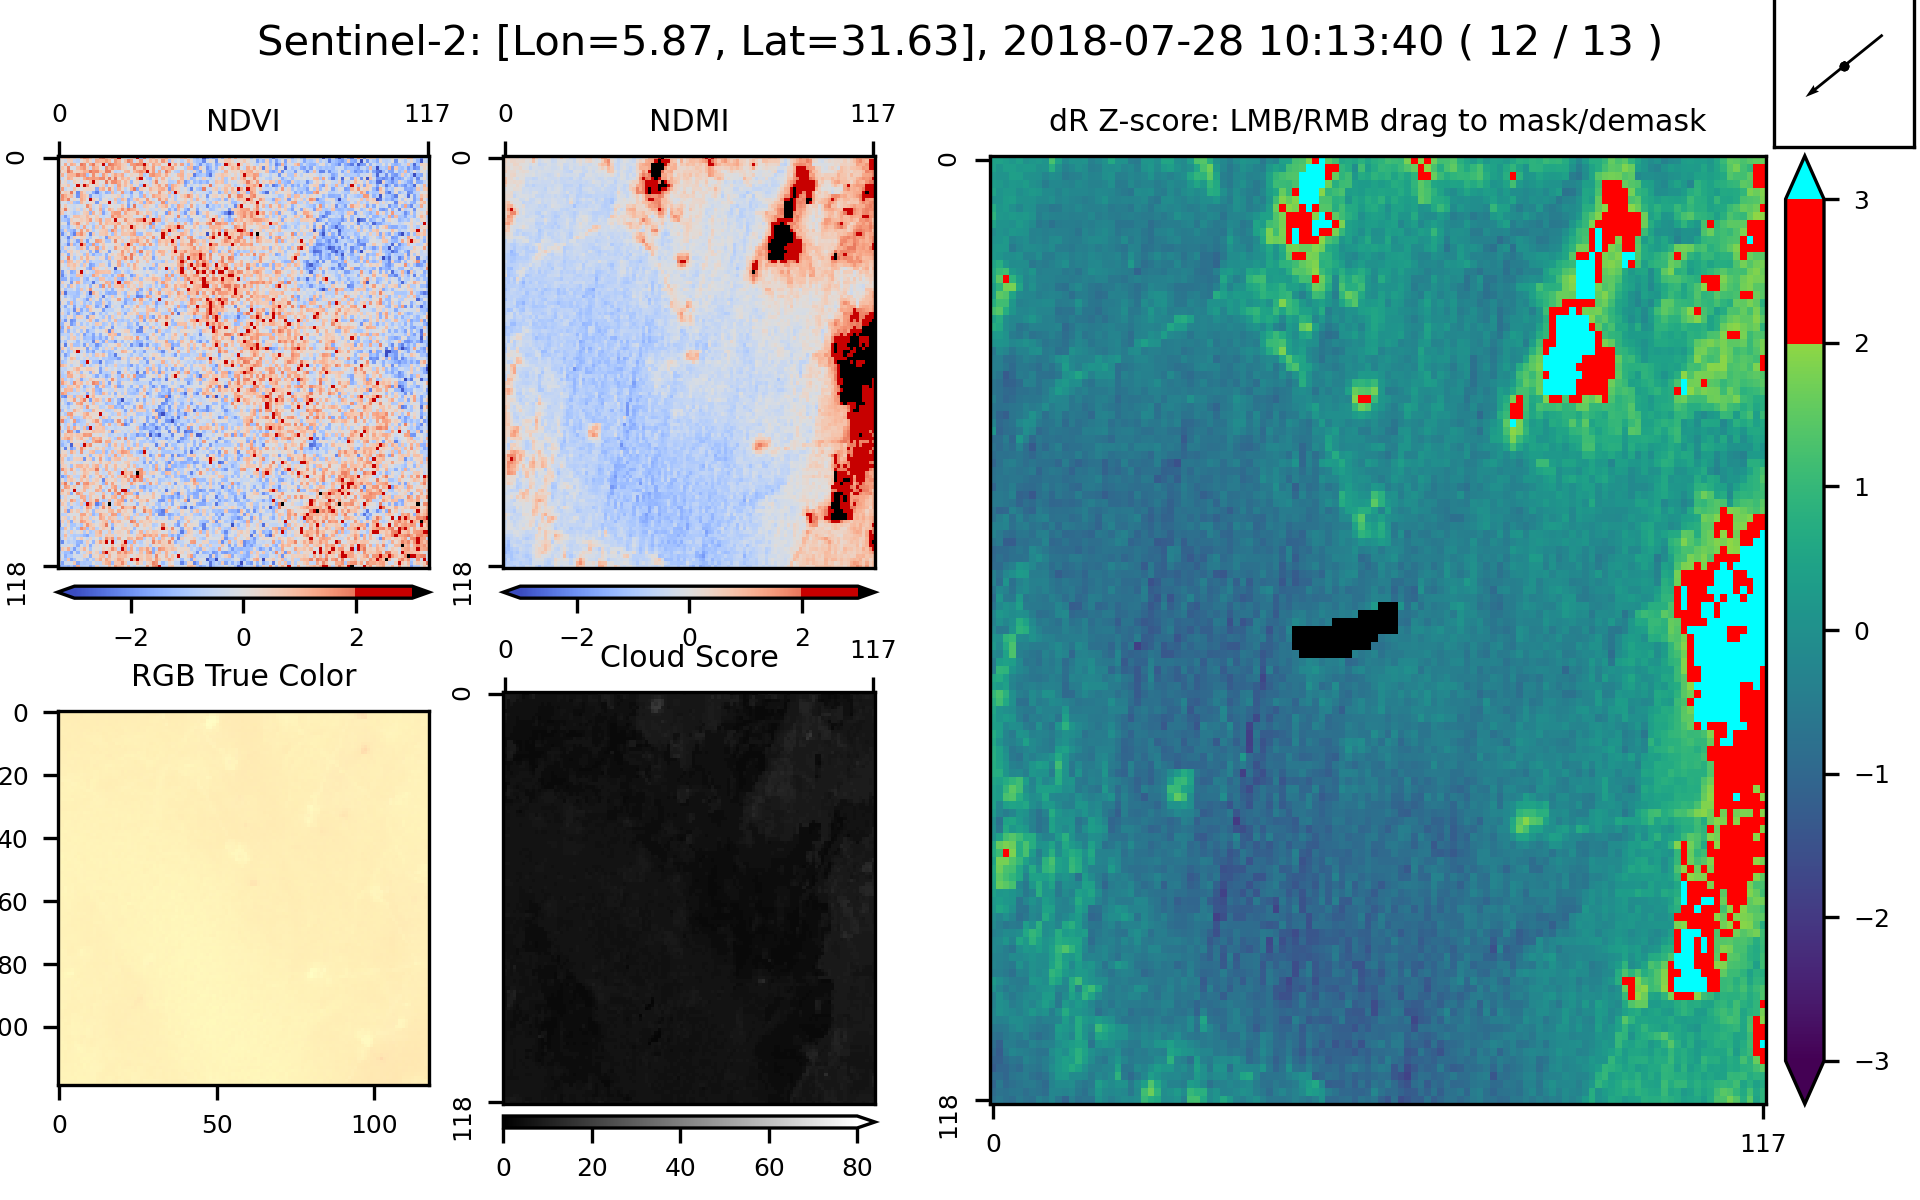 Sentinel-2: [Lon=5.87, Lat=31.63], 2018-07-28 10:13:40 ( 12 / 13 )
0 NDVI 117
0 NDMI 117
dR Z-score: LMB/RMB drag to mask/demask
0
0
0
3
2
1
0
−1
−2
−3
118
118
−2 0 2
−2 0 2
RGB True Color
0 Cloud Score 117
0
20
40
60
80
00
0
118
118
0 50 100
0 20 40 60 80
0 117